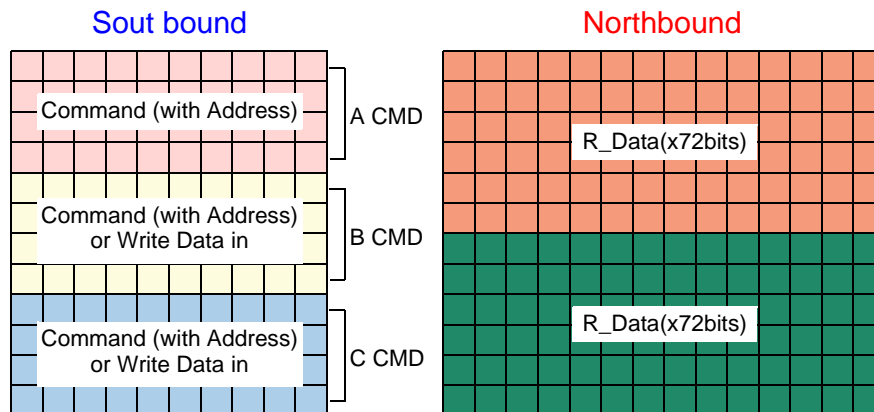 Sout bound
Northbound
Command (with Address)
A CMD
R_Data(x72bits)
Command (with Address)
or Write Data in
B CMD
Command (with Address)
or Write Data in
C CMD
R_Data(x72bits)